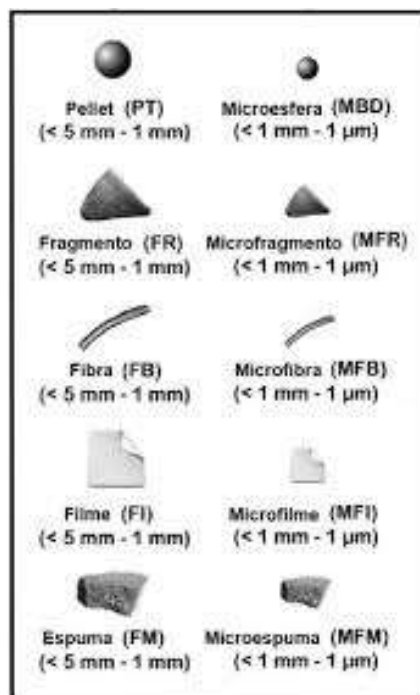 Pellet (PT) Microesfera (MBD)
(< 5 mm - 1 mm) (< 1 mm - 1 µm)
Fragmento (FR) Microfragmento (MFR)
(< 5 mm - 1 mm) (< 1 mm - 1 µm)
Fibra (FB) Microfibra (MFB)
(< 5 mm - 1 mm) (< 1 mm - 1 µm)
Filme (FI) Microfilme (MFI)
(< 5 mm - 1 mm) (< 1 mm - 1 µm)
Espuma (FM) Microespuma (MFM)
(< 5 mm - 1 mm) (< 1 mm - 1 µm)